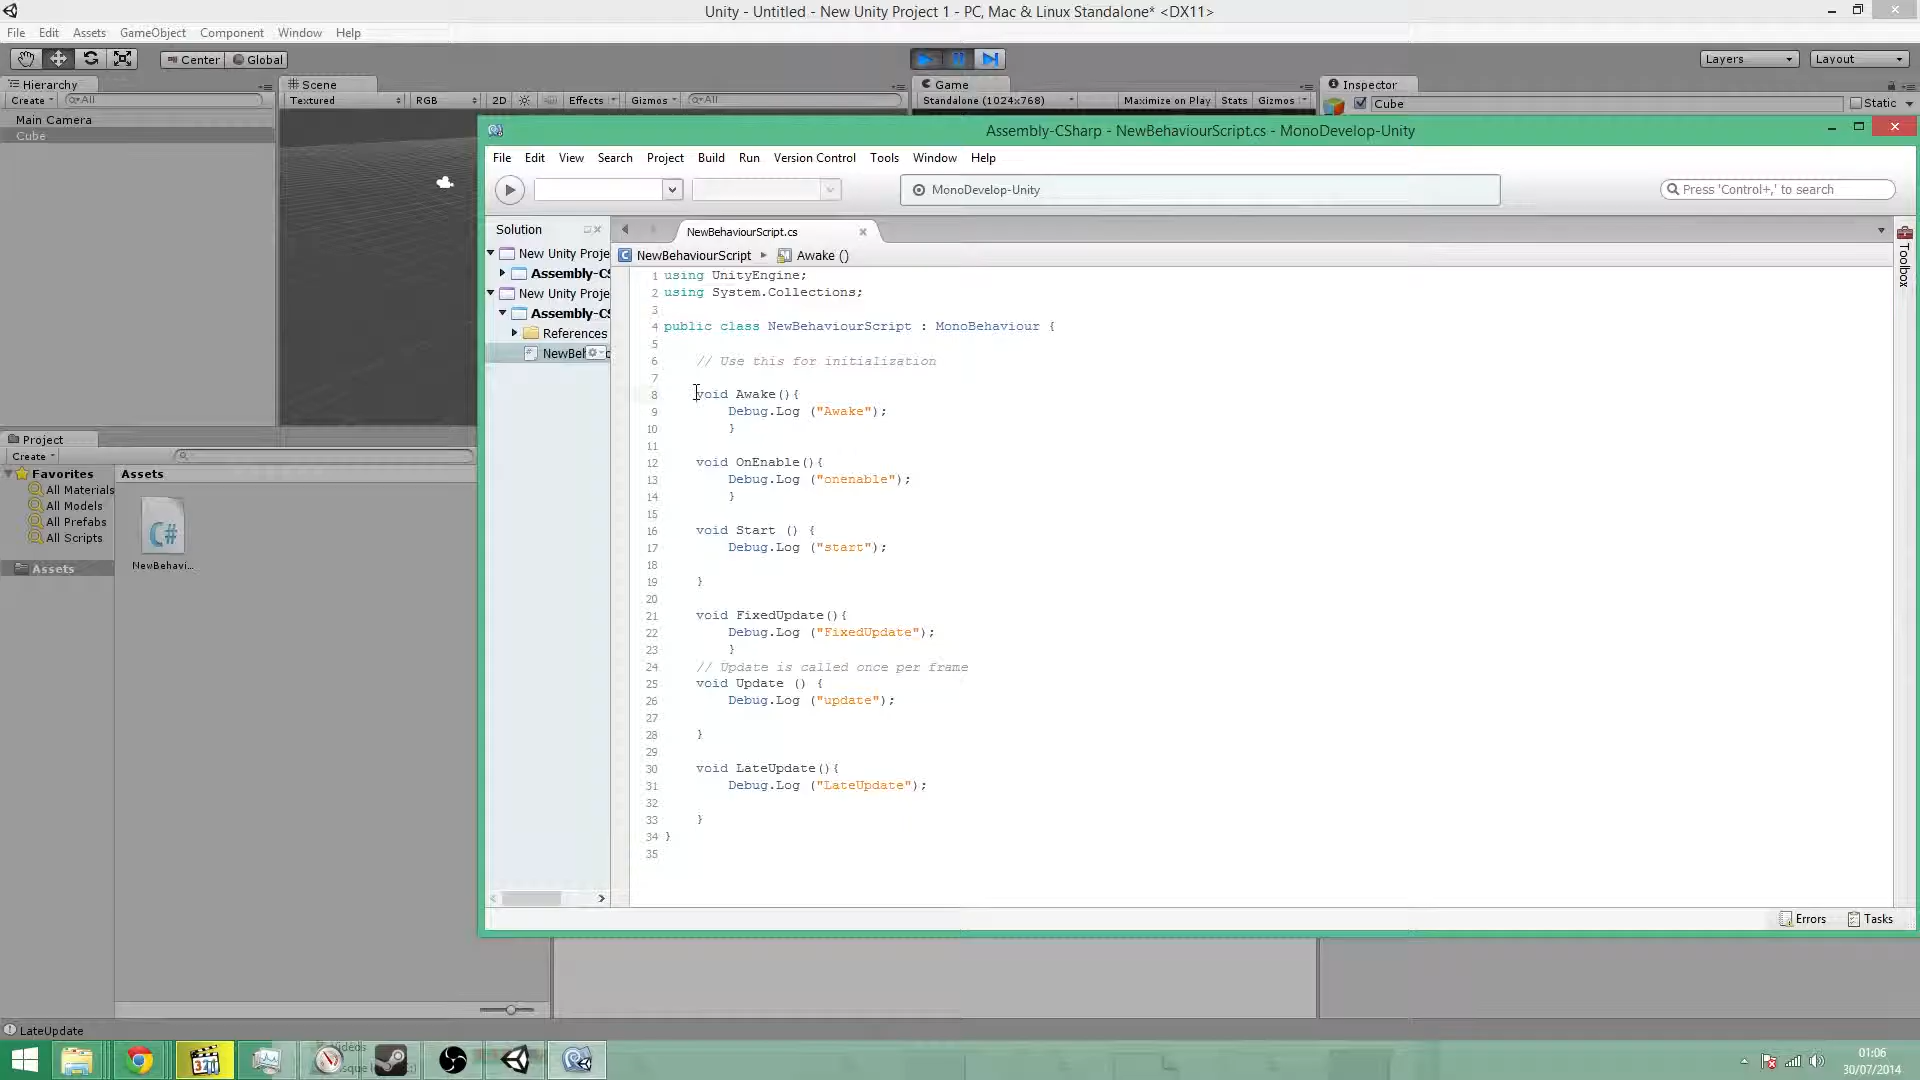 Unity - Untitled - New Unity Project 1 - PC, Mac & Linux Standalone* <DX11>
File Edit Assets GameObject Component Window Help
Center Global
Layers Layout
Hierarchy
Scene
Game
Inspector
Create All
Textured RGB 2D Effects Gizmos All
Standalone (1024x768) Maximize on Play Stats Gizmos
Cube Static
Main Camera
Cube
Assembly-CSharp - NewBehaviourScript.cs - MonoDevelop-Unity
File Edit View Search Project Build Run Version Control Tools Window Help
MonoDevelop-Unity
Press 'Control+,' to search
Solution
NewBehaviourScript.cs
New Unity Proje
Assembly-CS
New Unity Proje
Assembly-CS
References
NewBeh
NewBehaviourScript Awake ()
Toolbox
1 using UnityEngine;
2 using System.Collections;
3
4 public class NewBehaviourScript : MonoBehaviour {
5
6 // Use this for initialization
7
8 void Awake(){
9 Debug.Log ("Awake");
10 }
11
12 void OnEnable(){
13 Debug.Log ("onenable");
14 }
15
16 void Start () {
17 Debug.Log ("start");
18
19 }
20
21 void FixedUpdate(){
22 Debug.Log ("FixedUpdate");
23 }
24 // Update is called once per frame
25 void Update () {
26 Debug.Log ("update");
27
28 }
29
30 void LateUpdate(){
31 Debug.Log ("LateUpdate");
32
33 }
34 }
35
Errors Tasks
Project
Create
Favorites
All Materials
All Models
All Prefabs
All Scripts
Assets
Assets
C#
NewBehavi...
LateUpdate
321
01:06
30/07/2014